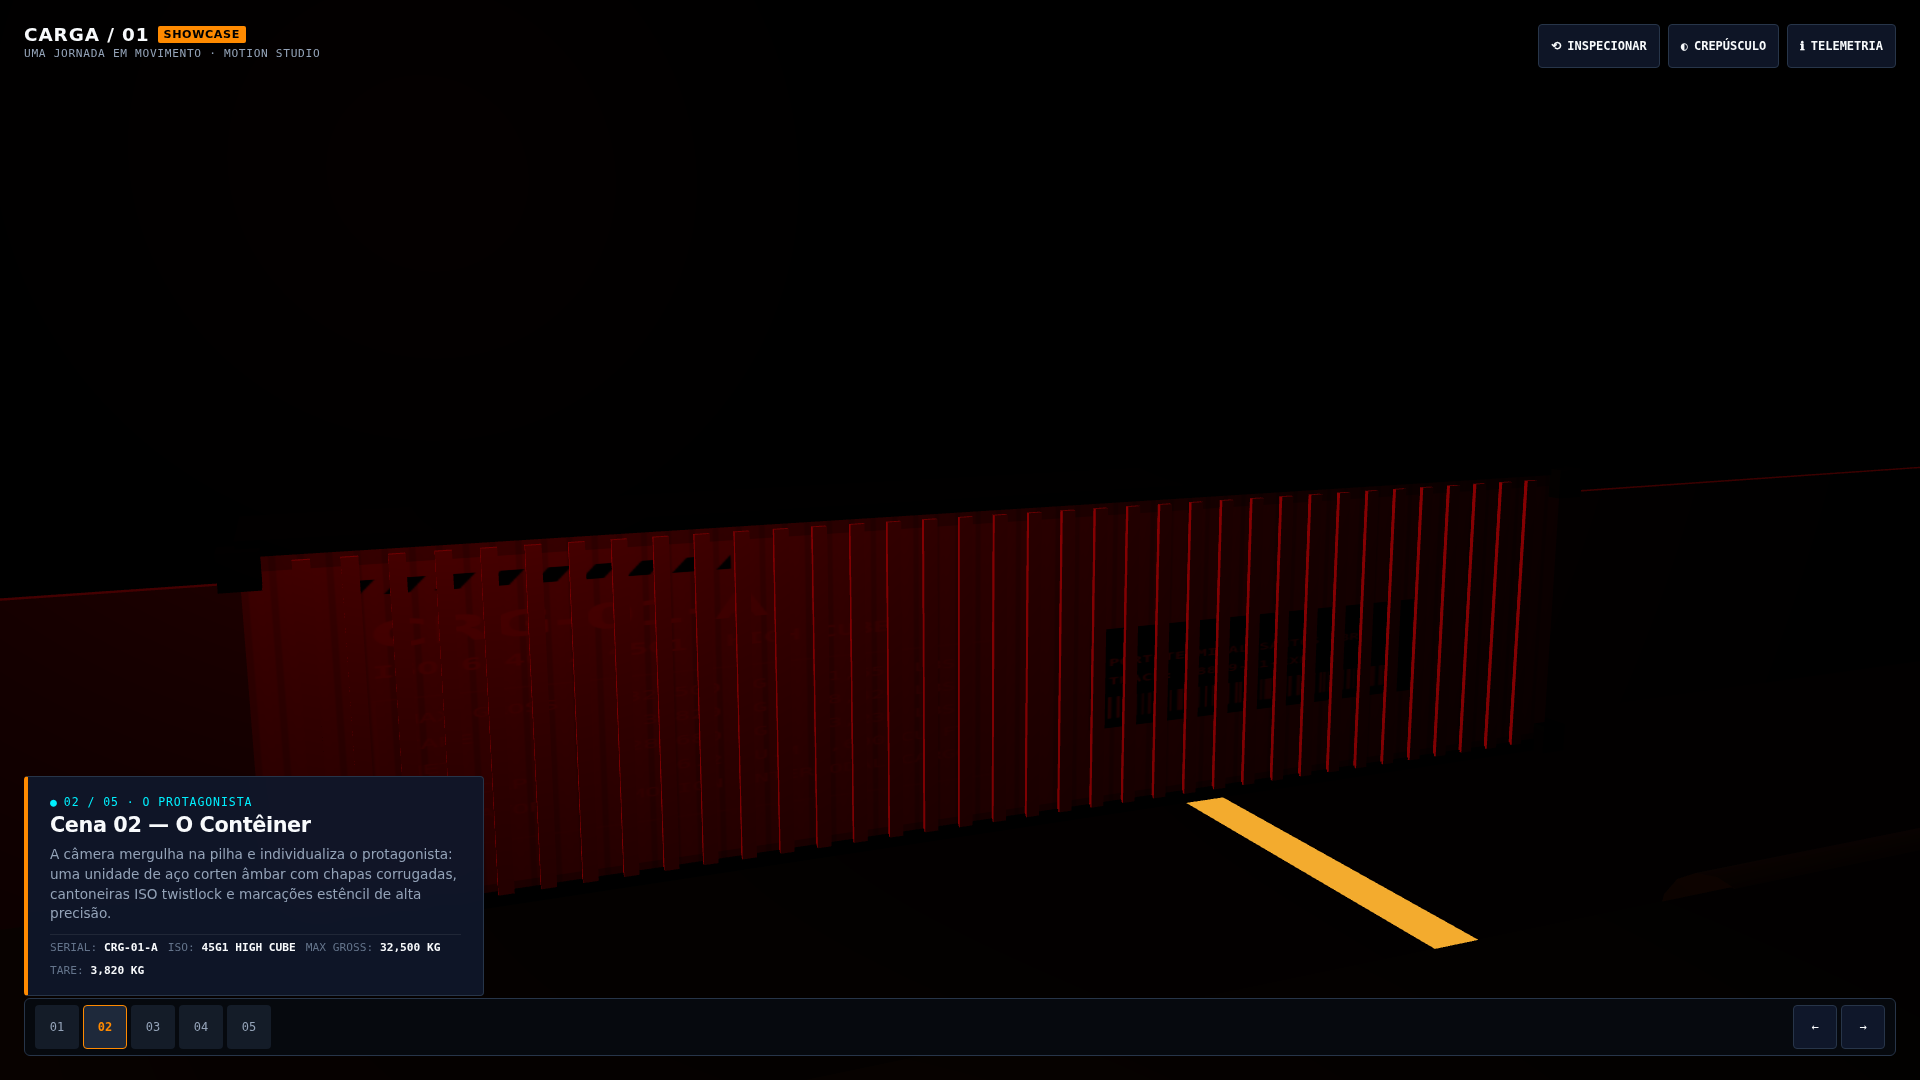 CARGA / 01 SHOWCASE
UMA JORNADA EM MOVIMENTO · MOTION STUDIO
⟲ INSPECIONAR
◐ CREPÚSCULO
ℹ TELEMETRIA
● 02 / 05 · O PROTAGONISTA
Cena 02 — O Contêiner
A câmera mergulha na pilha e individualiza o protagonista:
uma unidade de aço corten âmbar com chapas corrugadas,
cantoneiras ISO twistlock e marcações estêncil de alta
precisão.
SERIAL: CRG-01-A ISO: 45G1 HIGH CUBE MAX GROSS: 32,500 KG
TARE: 3,820 KG
01 02 03 04 05 ← →